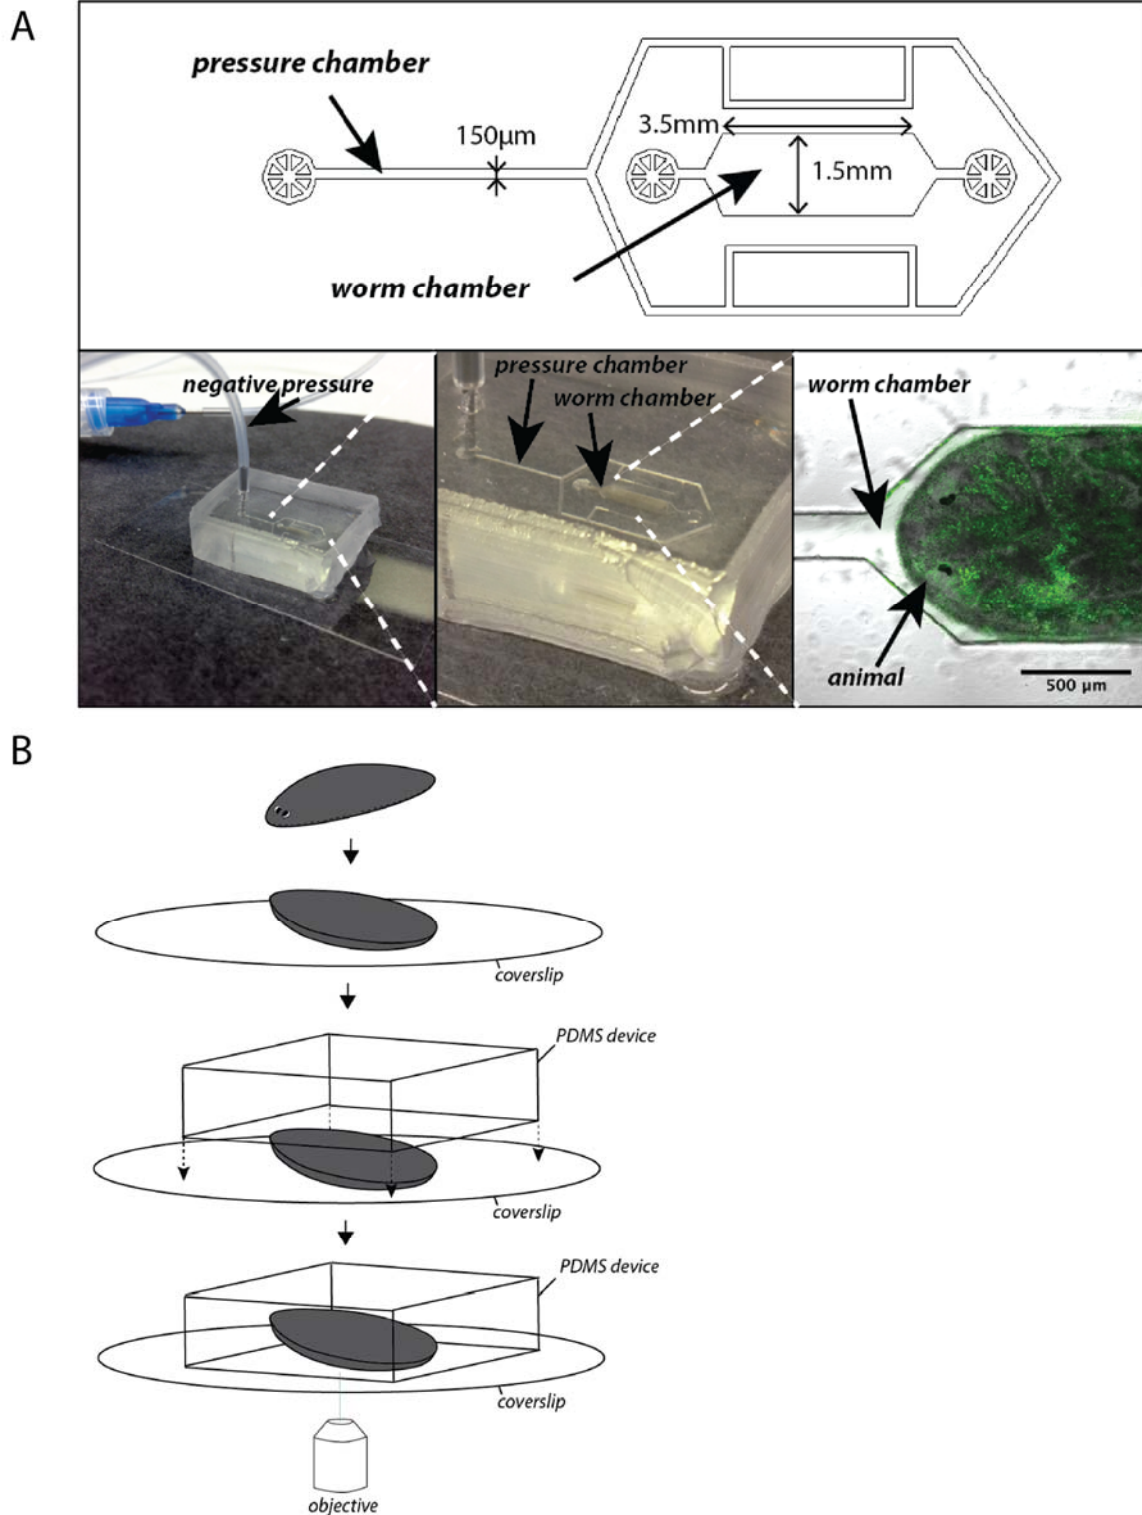 A
pressure chamber
150µm
3.5mm
1.5mm
worm chamber
negative pressure
pressure chamber
worm chamber
worm chamber
animal
500 µm
B
coverslip
PDMS device
coverslip
PDMS device
coverslip
objective